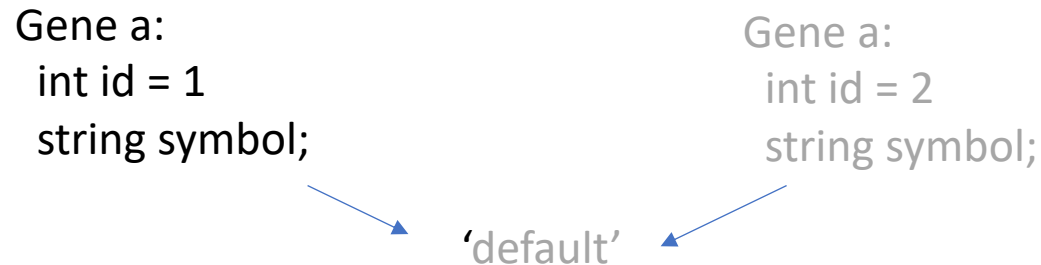 Gene a:
int id = 1
string symbol;
Gene a:
int id = 2
string symbol;
‘default’